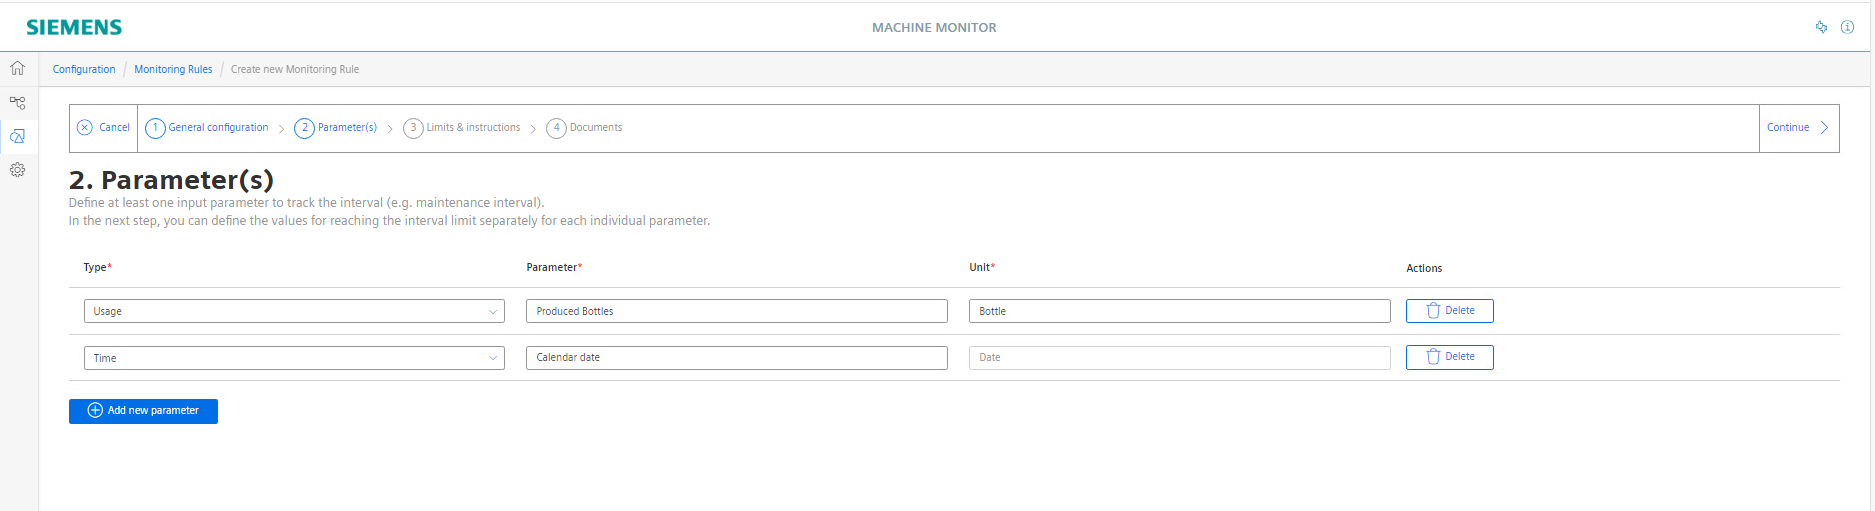 SIEMENS
MACHINE MONITOR
Configuration / Monitoring Rules / Create new Monitoring Rule
Cancel 1 General configuration 2 Parameter(s) 3 Limits & instructions 4 Documents Continue
2. Parameter(s)
Define at least one input parameter to track the interval (e.g. maintenance interval).
In the next step, you can define the values for reaching the interval limit separately for each individual parameter.
Type* Parameter* Unit* Actions
Usage Produced Bottles Bottle Delete
Time Calendar date Date Delete
Add new parameter